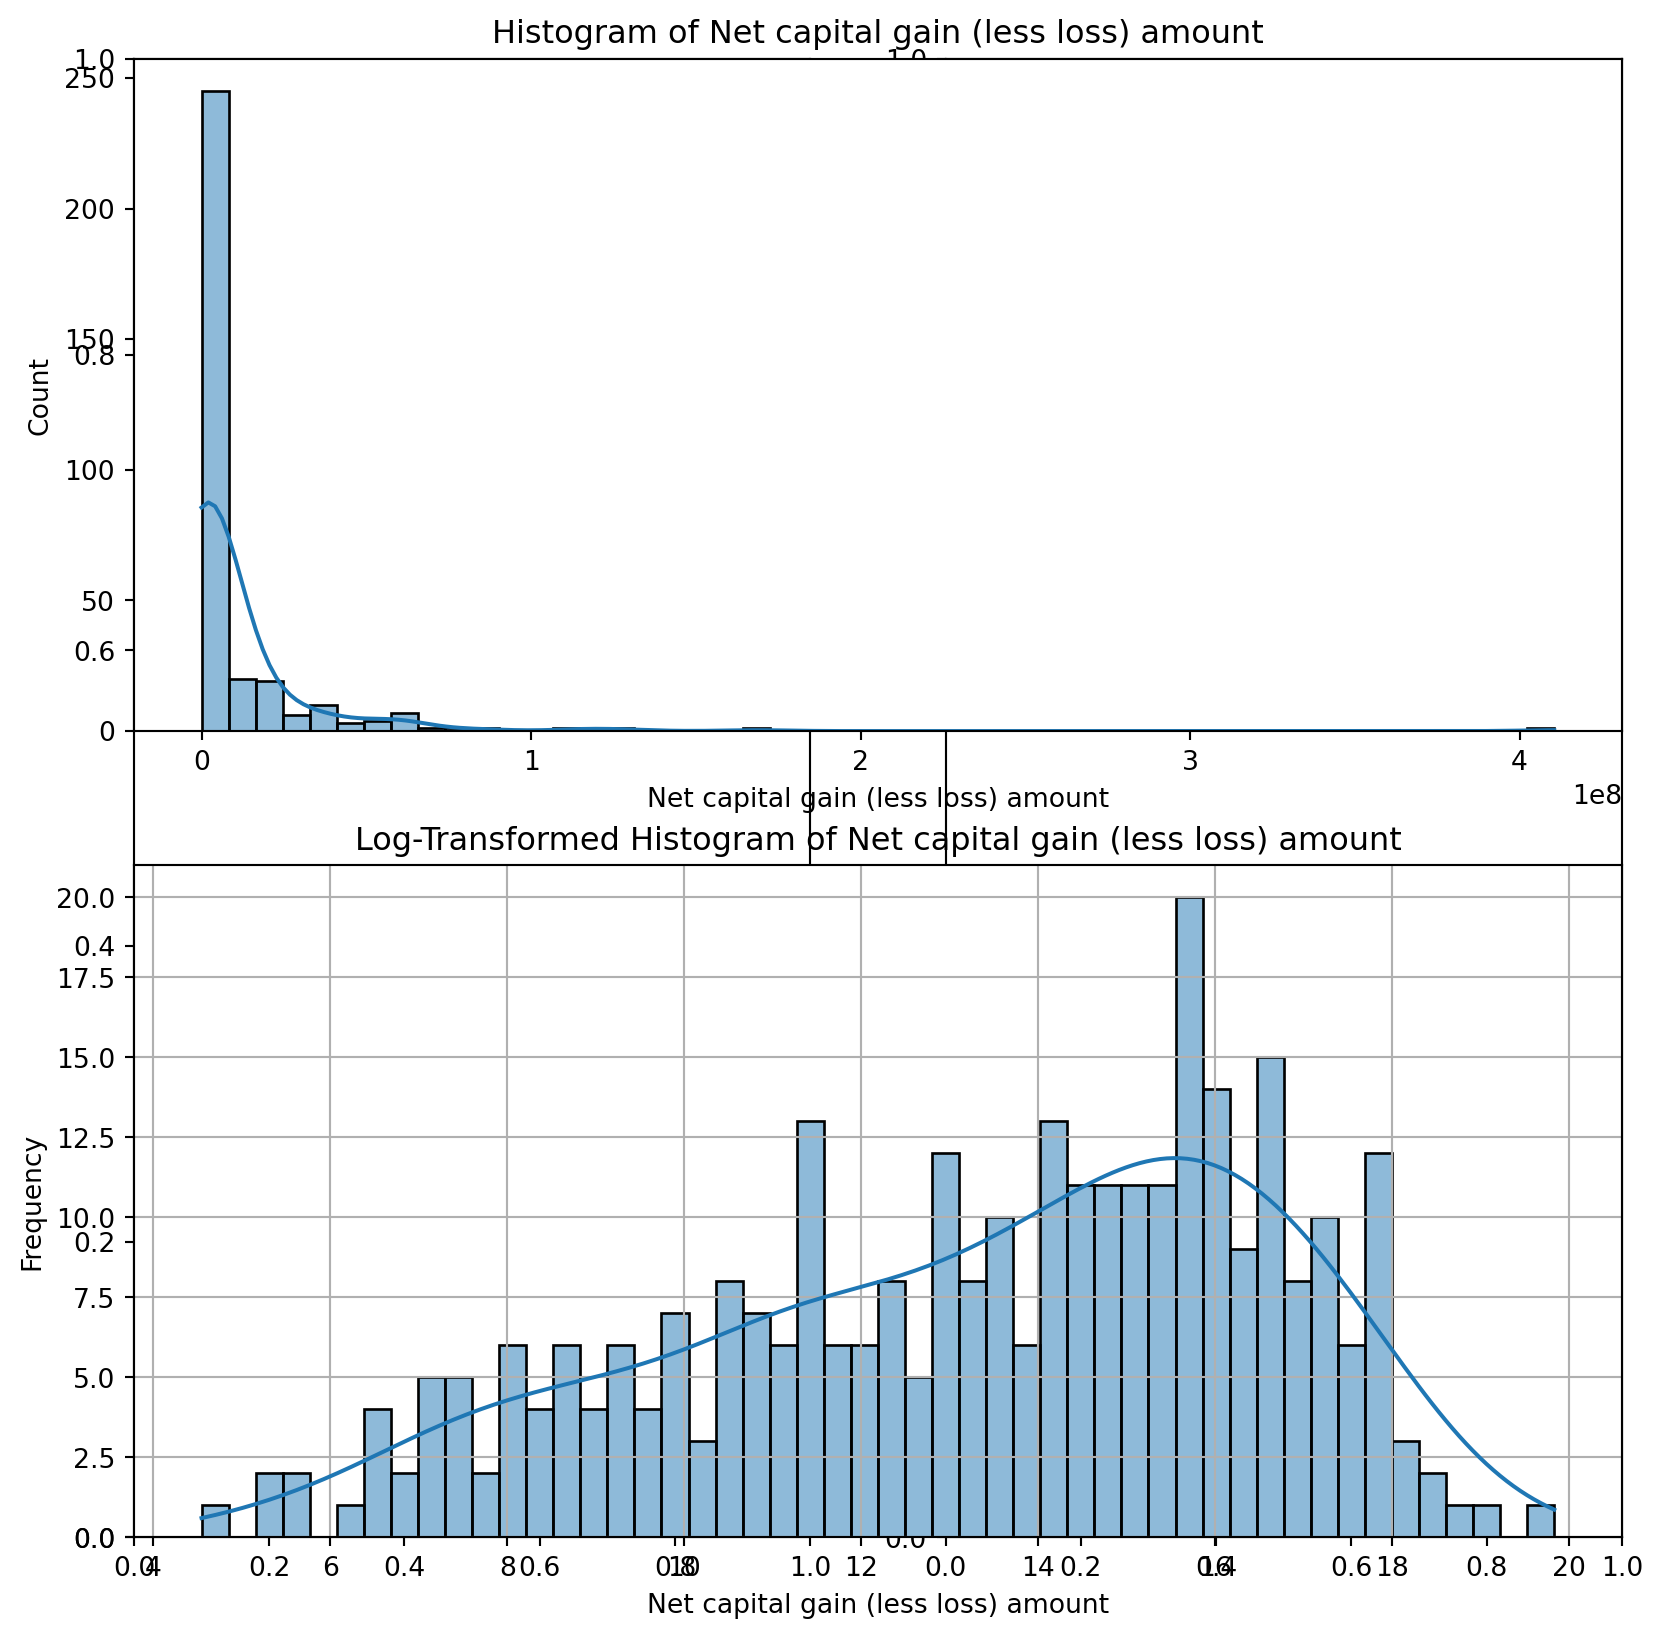 Histogram of Net capital gain (less loss) amount
1.0
1.0
250
200
150
0.8
Count
100
50
0.6
0
0 1 2 3 4
1e8
Net capital gain (less loss) amount
Log-Transformed Histogram of Net capital gain (less loss) amount
20.0
0.4
17.5
15.0
12.5
Frequency
10.0
0.2
7.5
5.0
2.5
0.0
0.0
0.0 4 0.2 6 0.4 8 0.6 0.8 10 1.0 12 0.0 14 0.2 0.4 16 0.6 18 0.8 20 1.0
Net capital gain (less loss) amount